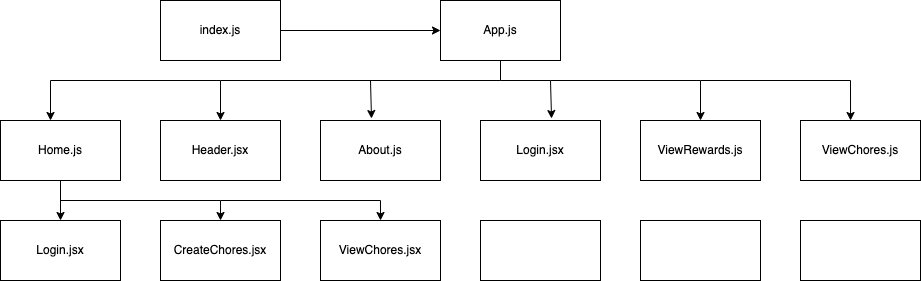 index.js
App.js
Home.js
Header.jsx
About.js
Login.jsx
ViewRewards.js
ViewChores.js
Login.jsx
CreateChores.jsx
ViewChores.jsx